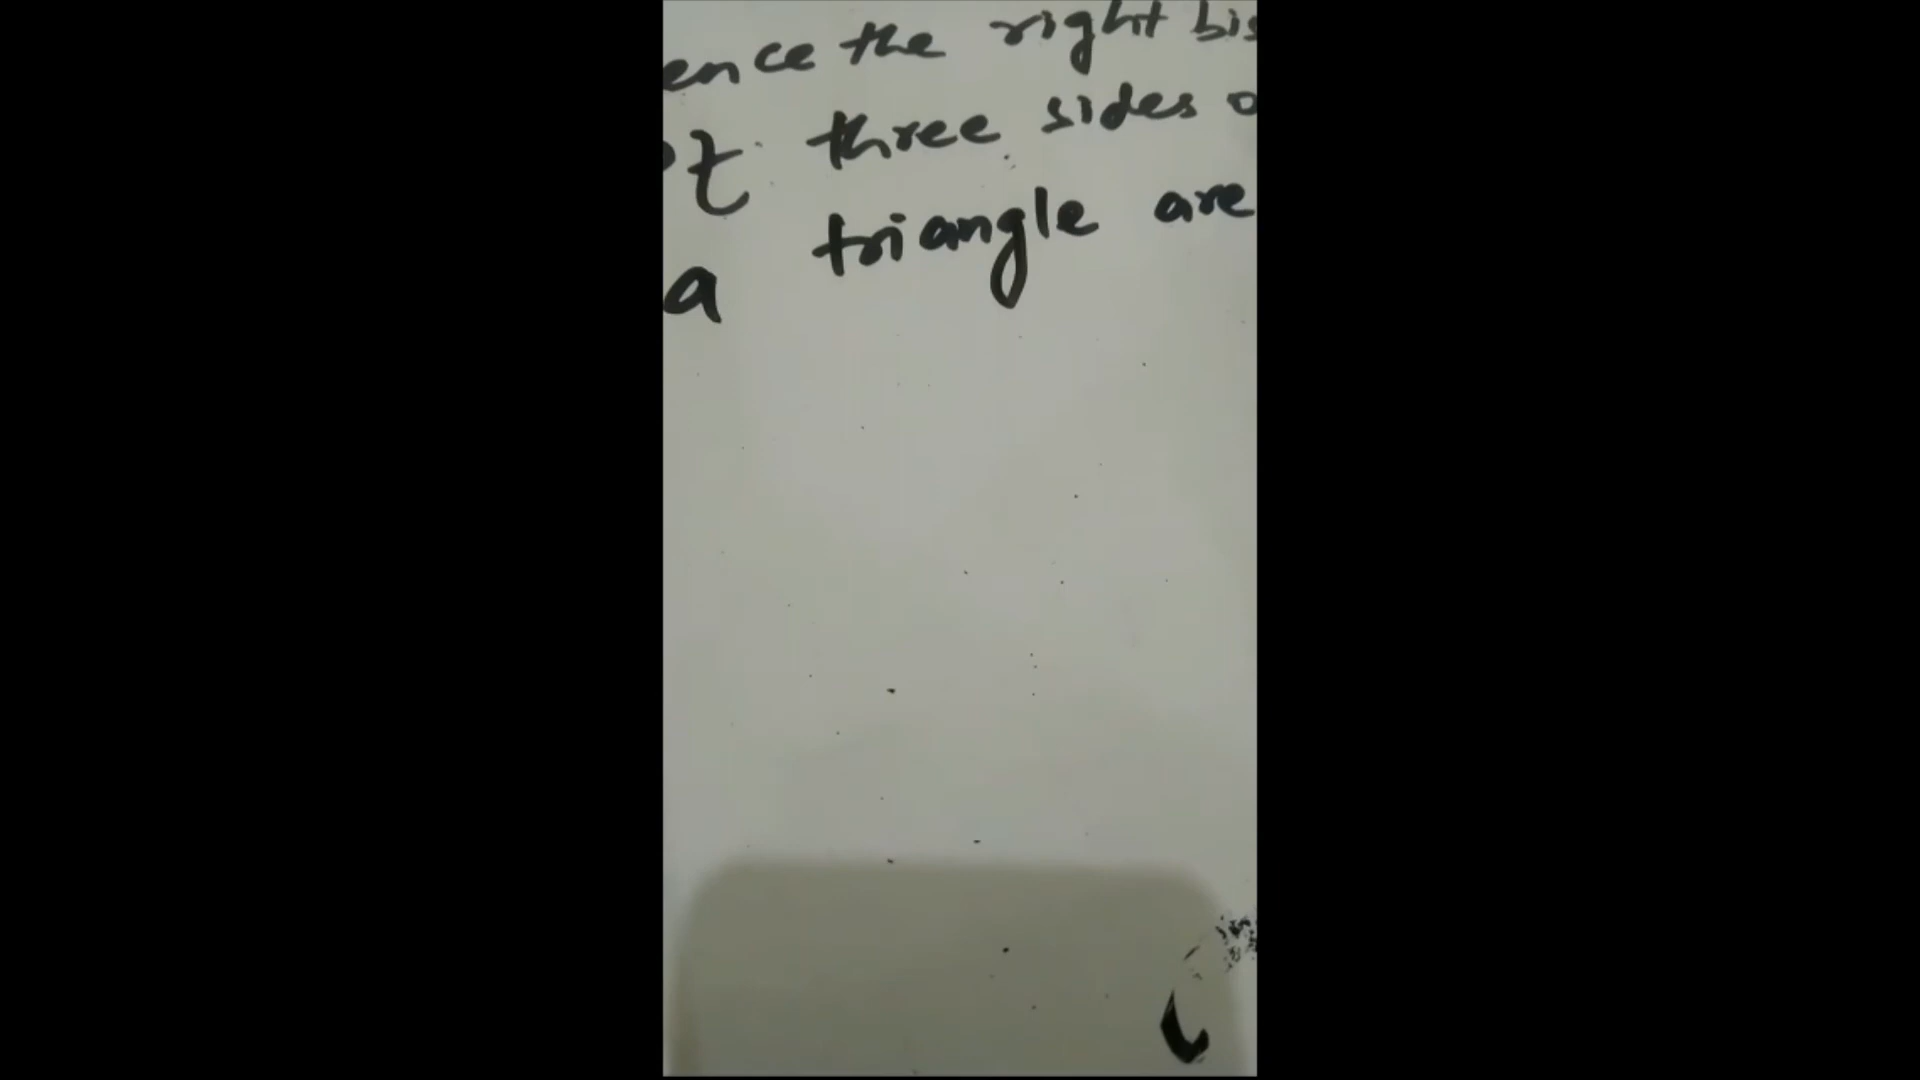 ence the right bis
three sides o
a triangle are